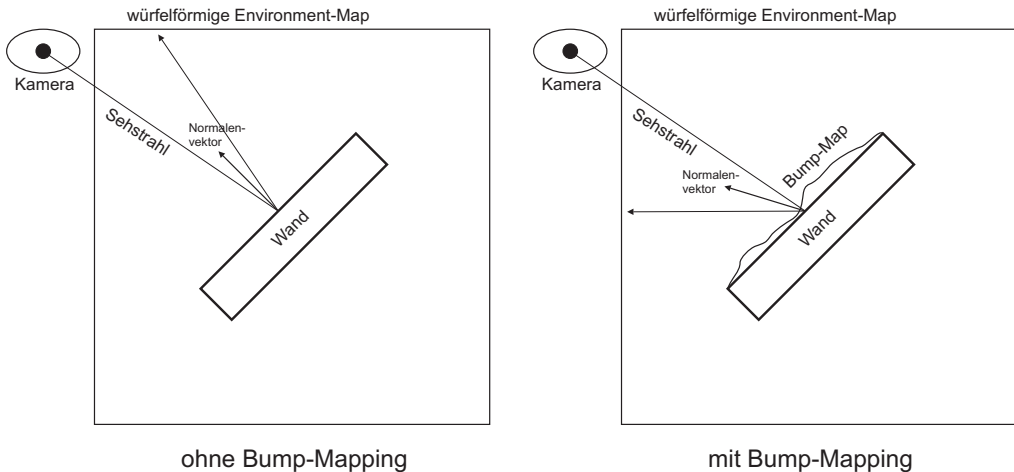 würfelförmige Environment-Map
Kamera
Sehstrahl
Normalen-
vektor
Wand
ohne Bump-Mapping
würfelförmige Environment-Map
Kamera
Sehstrahl
Normalen-
vektor
Bump-Map
Wand
mit Bump-Mapping